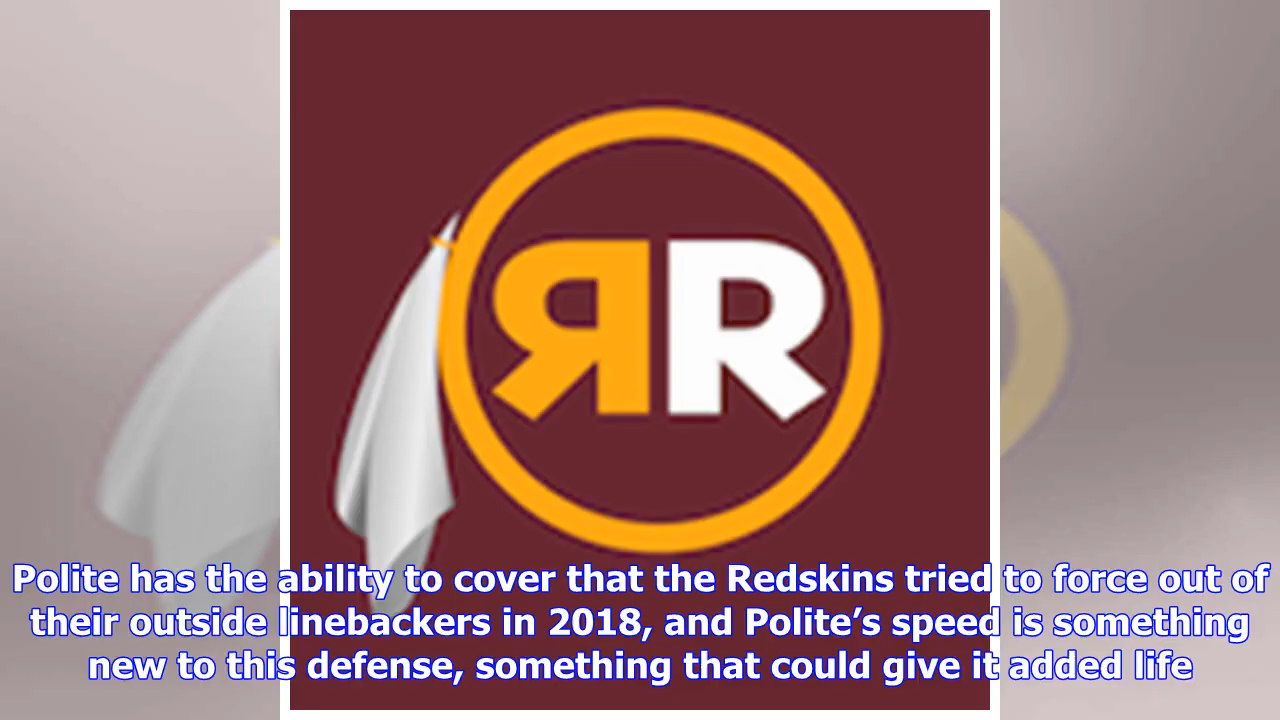 ЯR
Polite has the ability to cover that the Redskins tried to force out of
their outside linebackers in 2018, and Polite’s speed is something
new to this defense, something that could give it added life